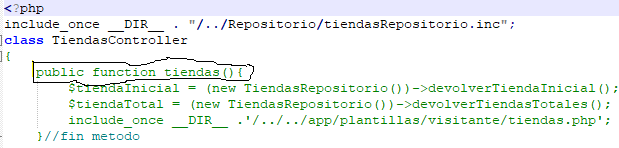 <?php
include_once __DIR__ . "/../Repositorio/tiendasRepositorio.inc";
class TiendasController
{
    public function tiendas(){
        $tiendaInicial = (new TiendasRepositorio())->devolverTiendaInicial();
        $tiendaTotal = (new TiendasRepositorio())->devolverTiendasTotales();
        include_once __DIR__ .'/../../app/plantillas/visitante/tiendas.php';
    }//fin metodo